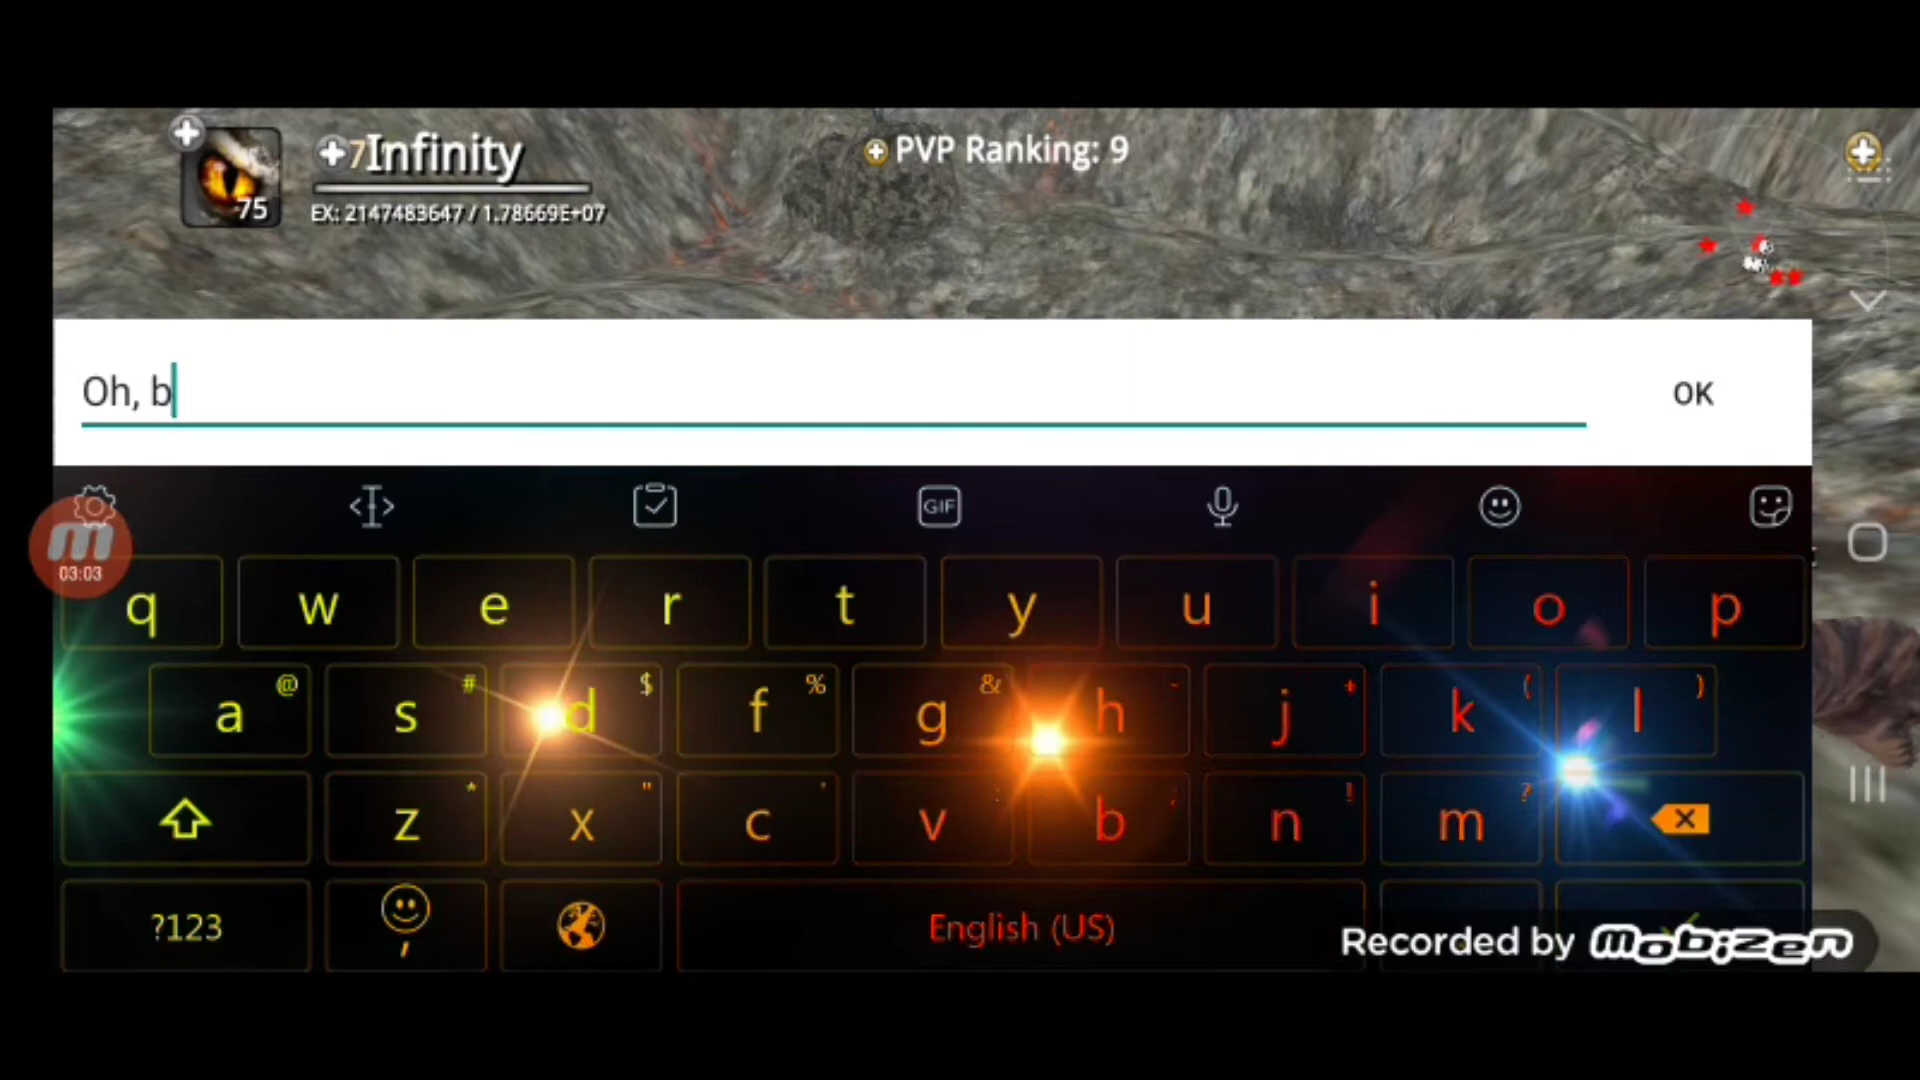 7Infinity
PVP Ranking: 9
75
EX: 2147483647 / 1.78669E+07
Oh, b
OK
GIF
03:03
q w e r t y u i o p
@ # $ % & - + ( )
a s d f g h j k l
* " ' : ; ! ?
z x c v b n m
?123 , English (US)
Recorded by mobizen